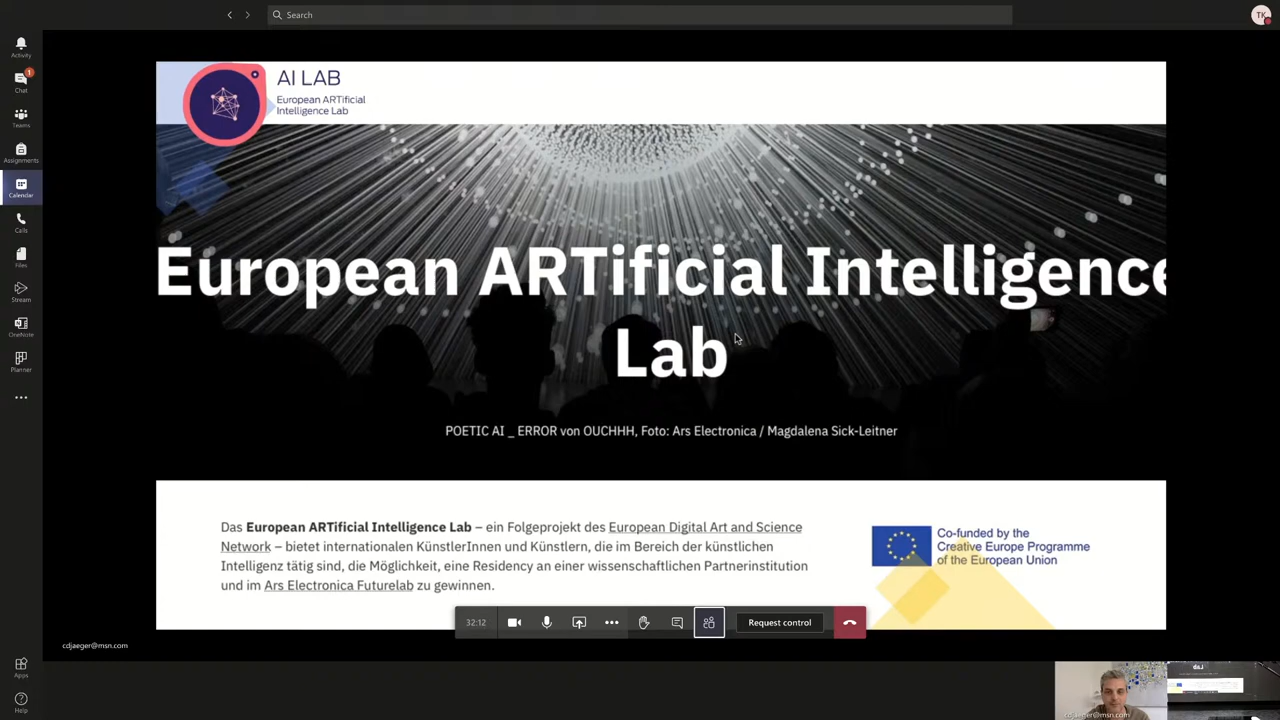 Search
TK
Activity
1
Chat
Teams
Assignments
Calendar
Calls
Files
Stream
OneNote
Planner
Apps
Help
AI LAB
European ARTificial
Intelligence Lab
European ARTificial Intelligence
Lab
POETIC AI _ ERROR von OUCHHH, Foto: Ars Electronica / Magdalena Sick-Leitner
Das European ARTificial Intelligence Lab – ein Folgeprojekt des European Digital Art and Science
Network – bietet internationalen KünstlerInnen und Künstlern, die im Bereich der künstlichen
Intelligenz tätig sind, die Möglichkeit, eine Residency an einer wissenschaftlichen Partnerinstitution
und im Ars Electronica Futurelab zu gewinnen.
Co-funded by the
Creative Europe Programme
of the European Union
32:12
Request control
cdjaeger@msn.com
cdjaeger@msn.com